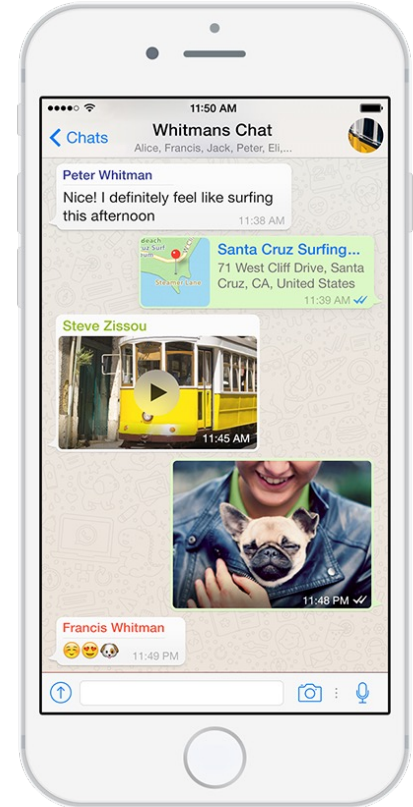 11:50 AM
Chats
Whitmans Chat
Alice, Francis, Jack, Peter, Eli,...
Peter Whitman
Nice! I definitely feel like surfing
this afternoon
11:38 AM
Santa Cruz Surfing...
71 West Cliff Drive, Santa
Cruz, CA, United States
11:39 AM
Steamer Lane
Steve Zissou
11:45 AM
11:48 PM
Francis Whitman
☺️😍🐶
11:49 PM